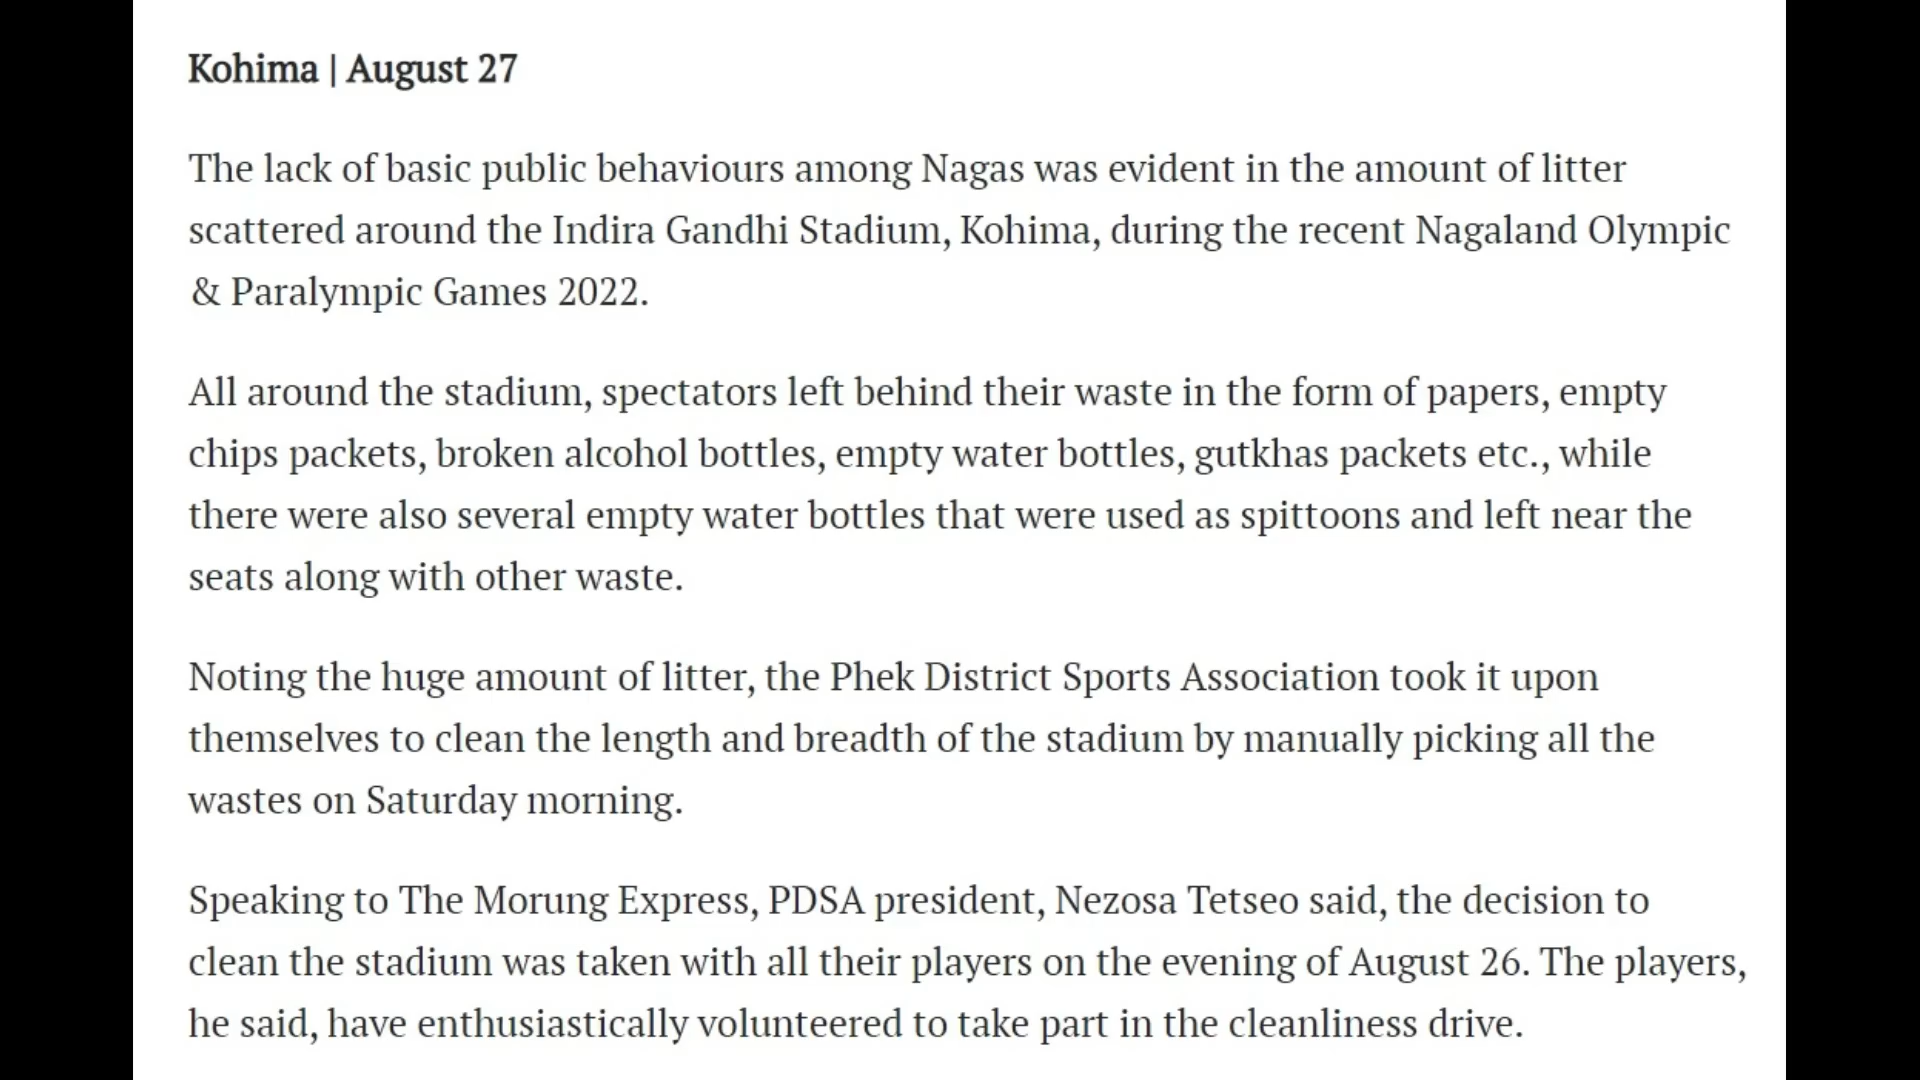 Kohima | August 27
The lack of basic public behaviours among Nagas was evident in the amount of litter
scattered around the Indira Gandhi Stadium, Kohima, during the recent Nagaland Olympic
& Paralympic Games 2022.
All around the stadium, spectators left behind their waste in the form of papers, empty
chips packets, broken alcohol bottles, empty water bottles, gutkhas packets etc., while
there were also several empty water bottles that were used as spittoons and left near the
seats along with other waste.
Noting the huge amount of litter, the Phek District Sports Association took it upon
themselves to clean the length and breadth of the stadium by manually picking all the
wastes on Saturday morning.
Speaking to The Morung Express, PDSA president, Nezosa Tetseo said, the decision to
clean the stadium was taken with all their players on the evening of August 26. The players,
he said, have enthusiastically volunteered to take part in the cleanliness drive.